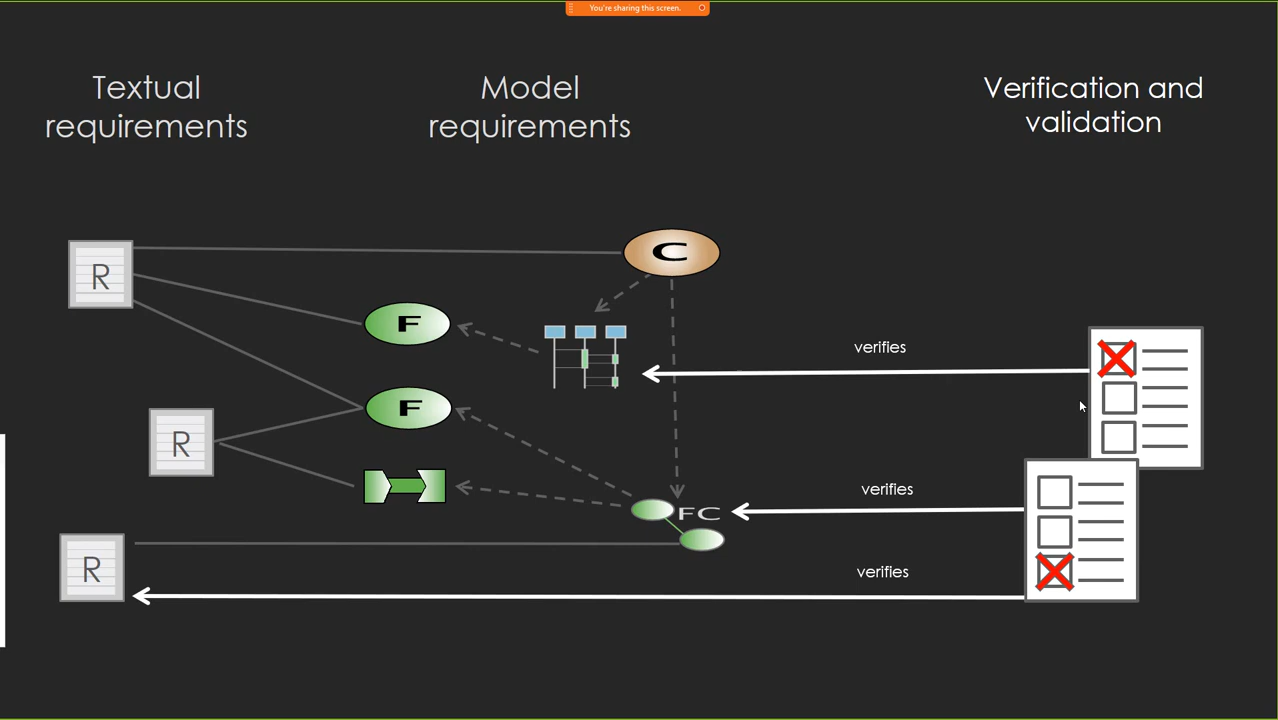 You're sharing this screen.
Textual
requirements
Model
requirements
Verification and
validation
R
C
F
verifies
F
R
verifies
FC
R
verifies